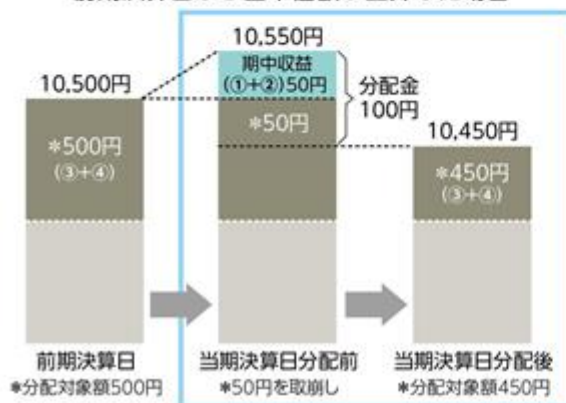 10,550円
期中収益
(①+②)50円
10,500円
分配金
100円
*500円
(③+④)
*50円
10,450円
*450円
(③+④)
前期決算日
*分配対象額500円
当期決算日分配前
*50円を取崩し
当期決算日分配後
*分配対象額450円